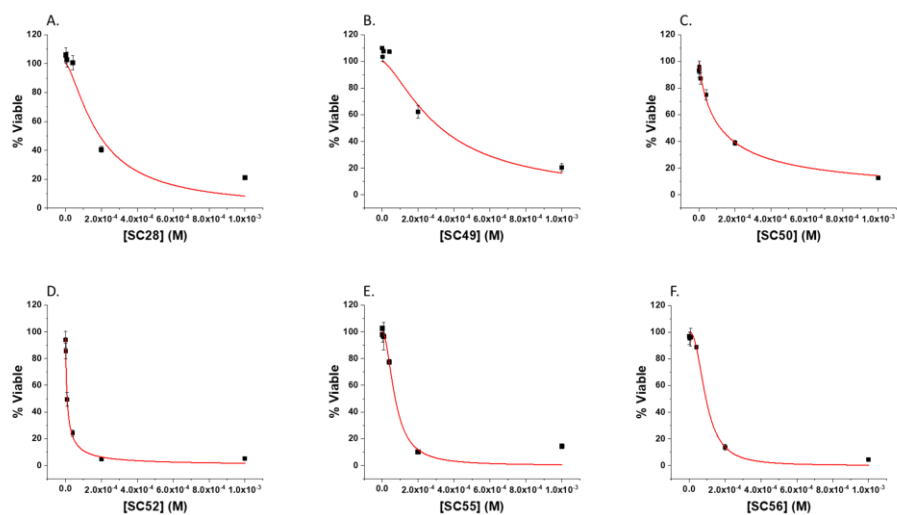 A.
120
100
80
60
40
20
0
% Viable
0.0 2.0x10⁻⁴ 4.0x10⁻⁴ 6.0x10⁻⁴ 8.0x10⁻⁴ 1.0x10⁻³
[SC28] (M)
B.
120
100
80
60
40
20
0
% Viable
0.0 2.0x10⁻⁴ 4.0x10⁻⁴ 6.0x10⁻⁴ 8.0x10⁻⁴ 1.0x10⁻³
[SC49] (M)
C.
120
100
80
60
40
20
0
% Viable
0.0 2.0x10⁻⁴ 4.0x10⁻⁴ 6.0x10⁻⁴ 8.0x10⁻⁴ 1.0x10⁻³
[SC50] (M)
D.
120
100
80
60
40
20
0
% Viable
0.0 2.0x10⁻⁴ 4.0x10⁻⁴ 6.0x10⁻⁴ 8.0x10⁻⁴ 1.0x10⁻³
[SC52] (M)
E.
120
100
80
60
40
20
0
% Viable
0.0 2.0x10⁻⁴ 4.0x10⁻⁴ 6.0x10⁻⁴ 8.0x10⁻⁴ 1.0x10⁻³
[SC55] (M)
F.
120
100
80
60
40
20
0
% Viable
0.0 2.0x10⁻⁴ 4.0x10⁻⁴ 6.0x10⁻⁴ 8.0x10⁻⁴ 1.0x10⁻³
[SC56] (M)